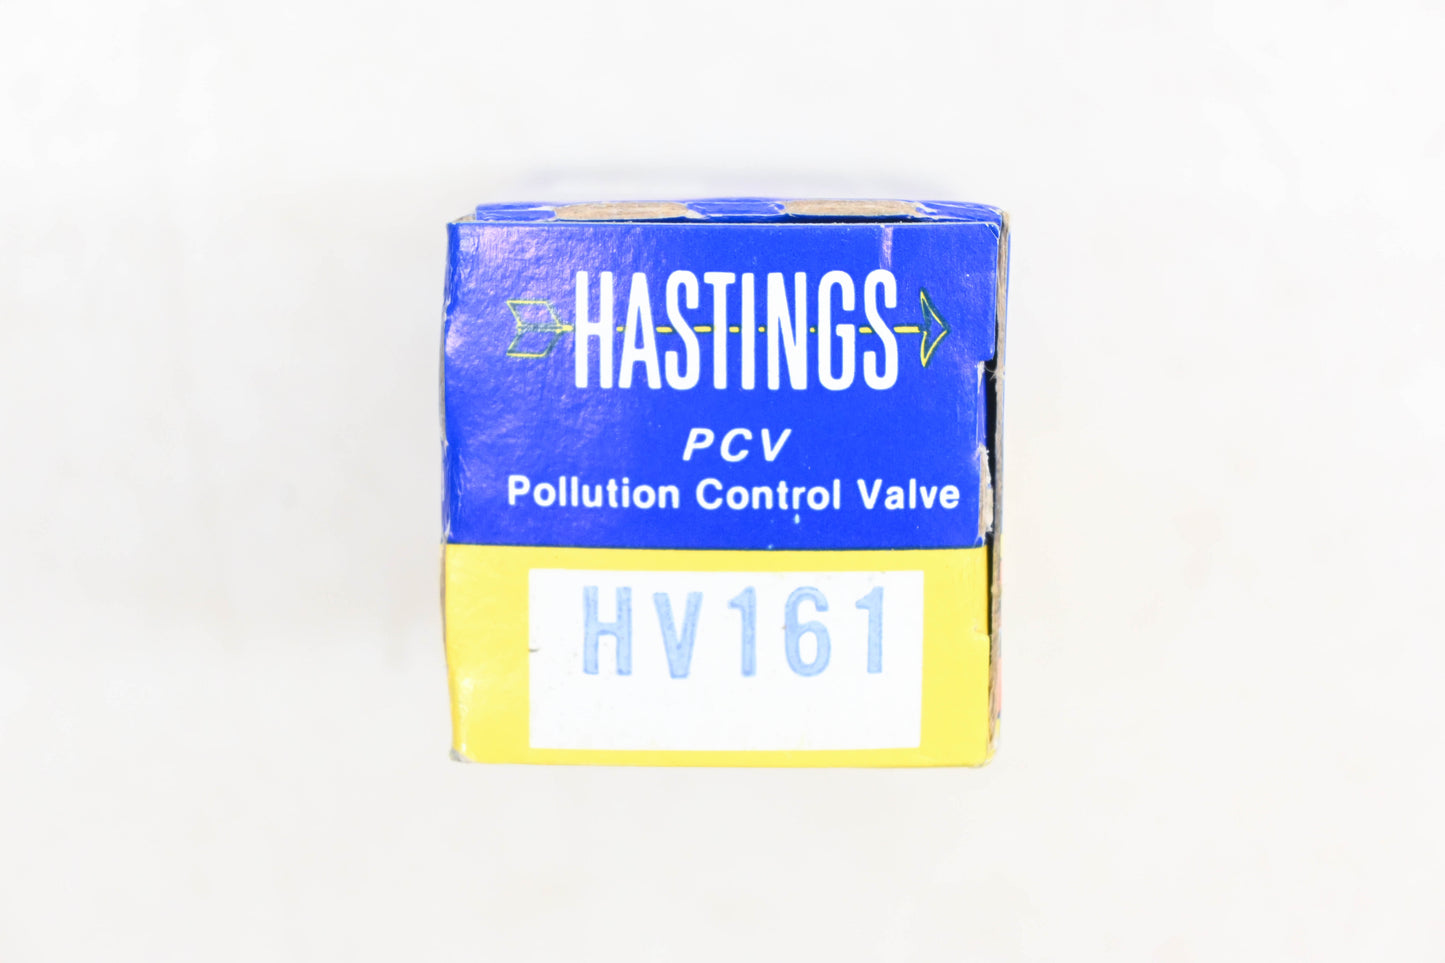 HASTINGS
PCV
Pollution Control Valve
HV161